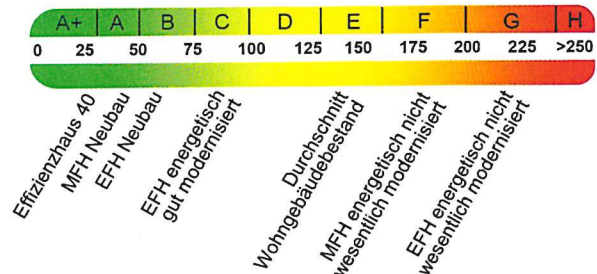 A+ A B C D E F G H
0 25 50 75 100 125 150 175 200 225 >250
Effizienzhaus 40
MFH Neubau
EFH Neubau
EFH energetisch
gut modernisiert
Durchschnitt
Wohngebäudebestand
MFH energetisch nicht
wesentlich modernisiert
EFH energetisch nicht
wesentlich modernisiert